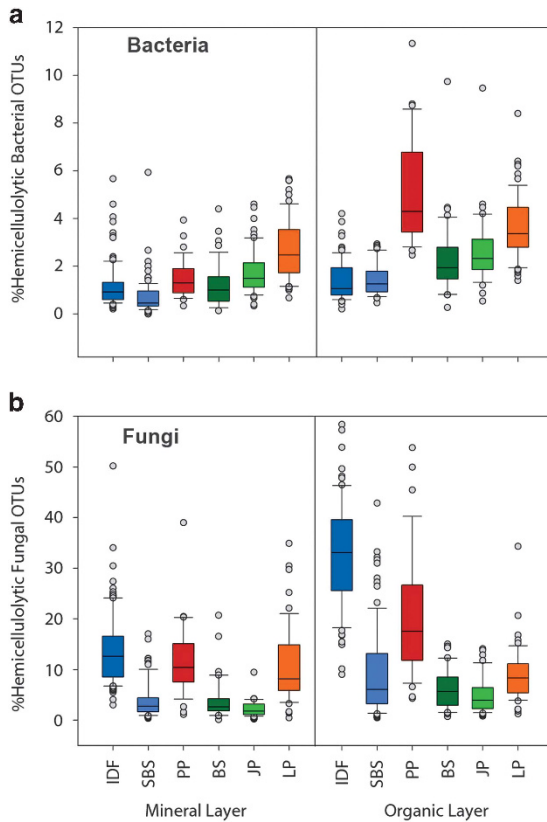 a
Bacteria
%Hemicellulolytic Bacterial OTUs
12
10
8
6
4
2
0
b
Fungi
%Hemicellulolytic Fungal OTUs
60
50
40
30
20
10
0
IDF SBS PP BS JP LP IDF SBS PP BS JP LP
Mineral Layer Organic Layer